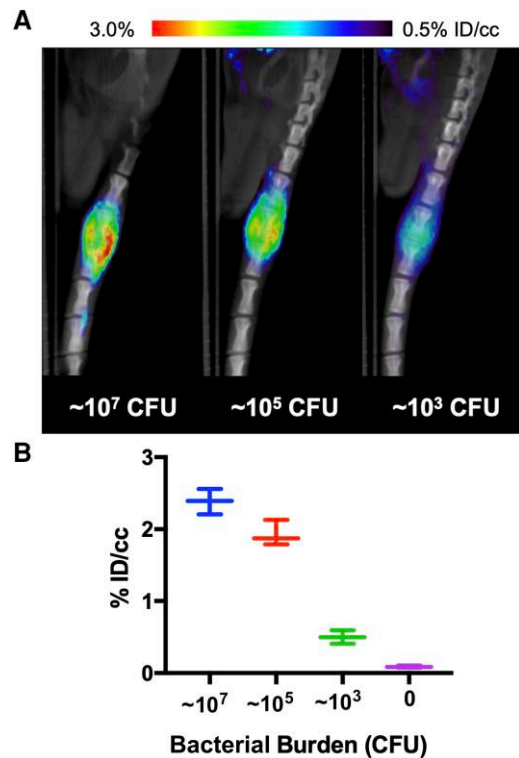 A
3.0% 0.5% ID/cc
~10⁷ CFU ~10⁵ CFU ~10³ CFU
B
3
2
1
0
% ID/cc
~10⁷ ~10⁵ ~10³ 0
Bacterial Burden (CFU)